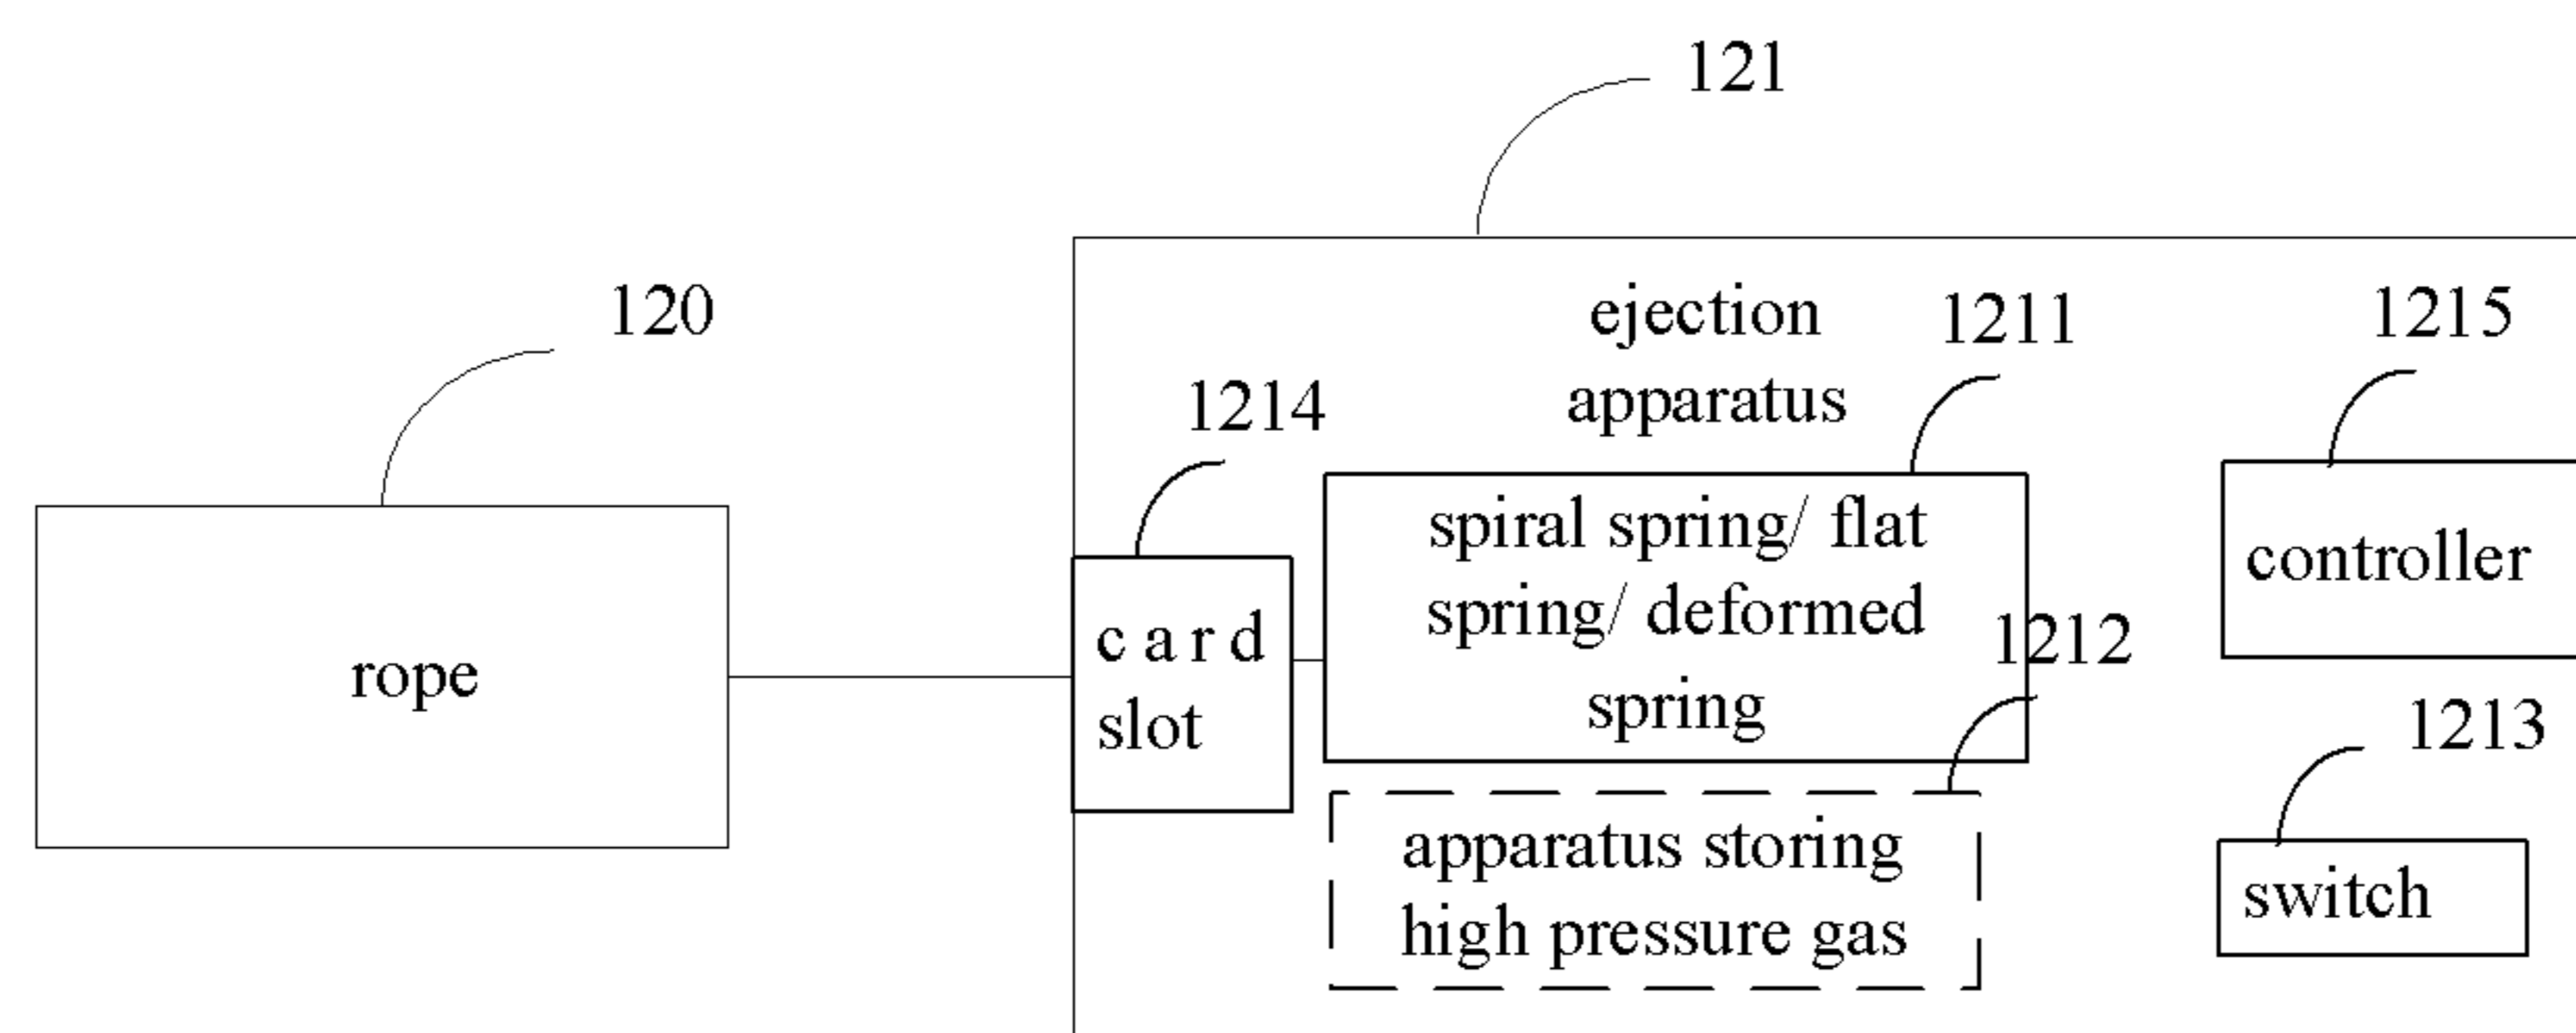 121
120
ejection
apparatus
1211
1215
1214
spiral spring/ flat
spring/ deformed
spring
controller
card
slot
rope
1212
1213
apparatus storing
high pressure gas
switch